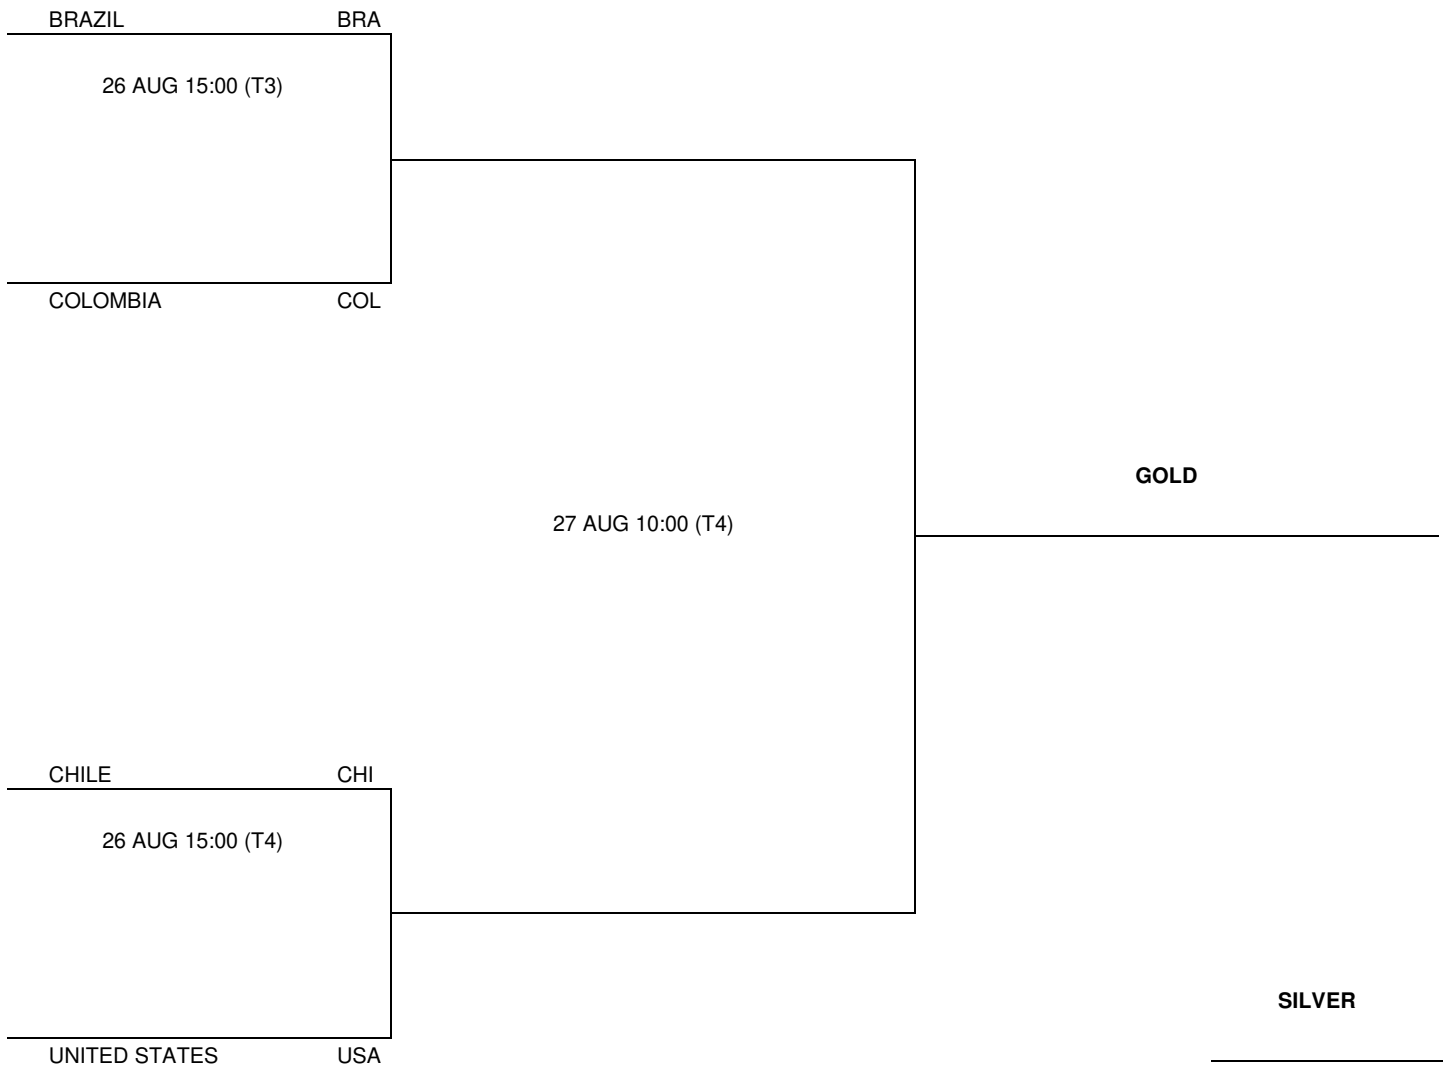 BRAZIL BRA
26 AUG 15:00 (T3)
COLOMBIA COL
GOLD
27 AUG 10:00 (T4)
CHILE CHI
26 AUG 15:00 (T4)
SILVER
UNITED STATES USA